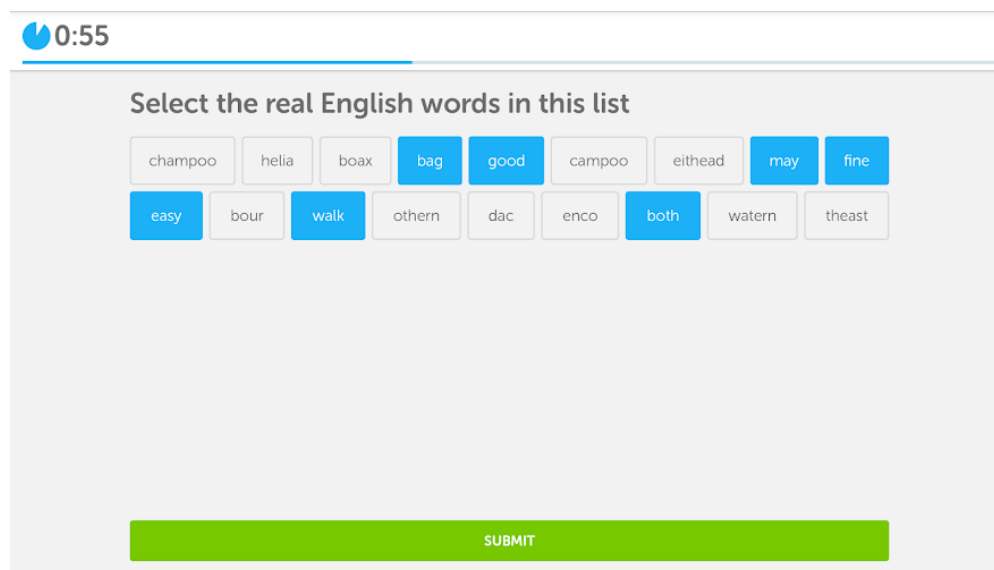 0:55
Select the real English words in this list
champoo helia boax bag good campoo eithead may fine
easy bour walk othern dac enco both watern theast
SUBMIT